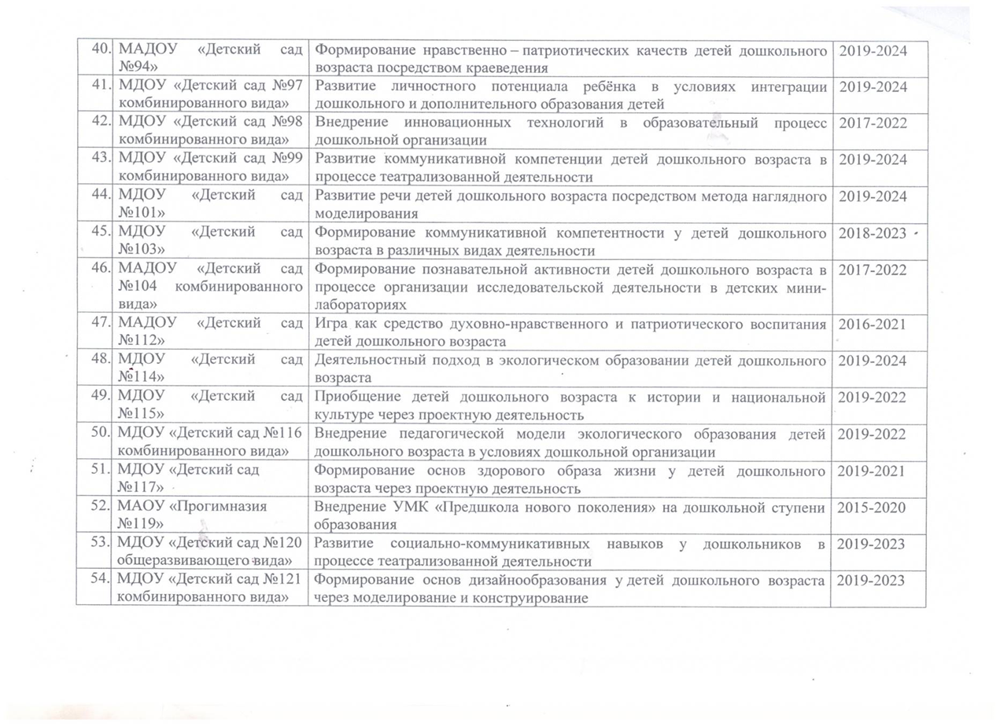 40. МАДОУ «Детский сад №94» Формирование нравственно – патриотических качеств детей дошкольного возраста посредством краеведения 2019-2024
41. МДОУ «Детский сад №97 комбинированного вида» Развитие личностного потенциала ребёнка в условиях интеграции дошкольного и дополнительного образования детей 2019-2024
42. МДОУ «Детский сад №98 комбинированного вида» Внедрение инновационных технологий в образовательный процесс дошкольной организации 2017-2022
43. МДОУ «Детский сад №99 комбинированного вида» Развитие коммуникативной компетенции детей дошкольного возраста в процессе театрализованной деятельности 2019-2024
44. МДОУ «Детский сад №101» Развитие речи детей дошкольного возраста посредством метода наглядного моделирования 2019-2024
45. МДОУ «Детский сад №103» Формирование коммуникативной компетентности у детей дошкольного возраста в различных видах деятельности 2018-2023
46. МАДОУ «Детский сад №104 комбинированного вида» Формирование познавательной активности детей дошкольного возраста в процессе организации исследовательской деятельности в детских мини-лабораториях 2017-2022
47. МАДОУ «Детский сад №112» Игра как средство духовно-нравственного и патриотического воспитания детей дошкольного возраста 2016-2021
48. МДОУ «Детский сад №114» Деятельностный подход в экологическом образовании детей дошкольного возраста 2019-2024
49. МДОУ «Детский сад №115» Приобщение детей дошкольного возраста к истории и национальной культуре через проектную деятельность 2019-2022
50. МДОУ «Детский сад №116 комбинированного вида» Внедрение педагогической модели экологического образования детей дошкольного возраста в условиях дошкольной организации 2019-2022
51. МДОУ «Детский сад №117» Формирование основ здорового образа жизни у детей дошкольного возраста через проектную деятельность 2019-2021
52. МАОУ «Прогимназия №119» Внедрение УМК «Предшкола нового поколения» на дошкольной ступени образования 2015-2020
53. МДОУ «Детский сад №120 общеразвивающего вида» Развитие социально-коммуникативных навыков у дошкольников в процессе театрализованной деятельности 2019-2023
54. МДОУ «Детский сад №121 комбинированного вида» Формирование основ дизайнообразования у детей дошкольного возраста через моделирование и конструирование 2019-2023